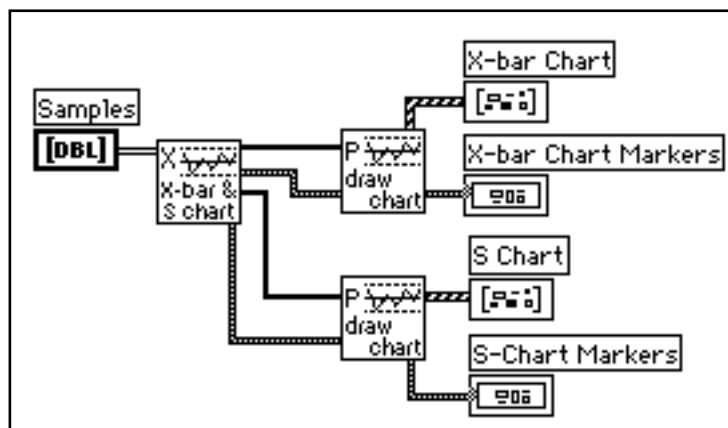 X-bar Chart
Samples
[DBL]
X
X-bar &
S chart
P
draw
chart
X-bar Chart Markers
S Chart
P
draw
chart
S-Chart Markers